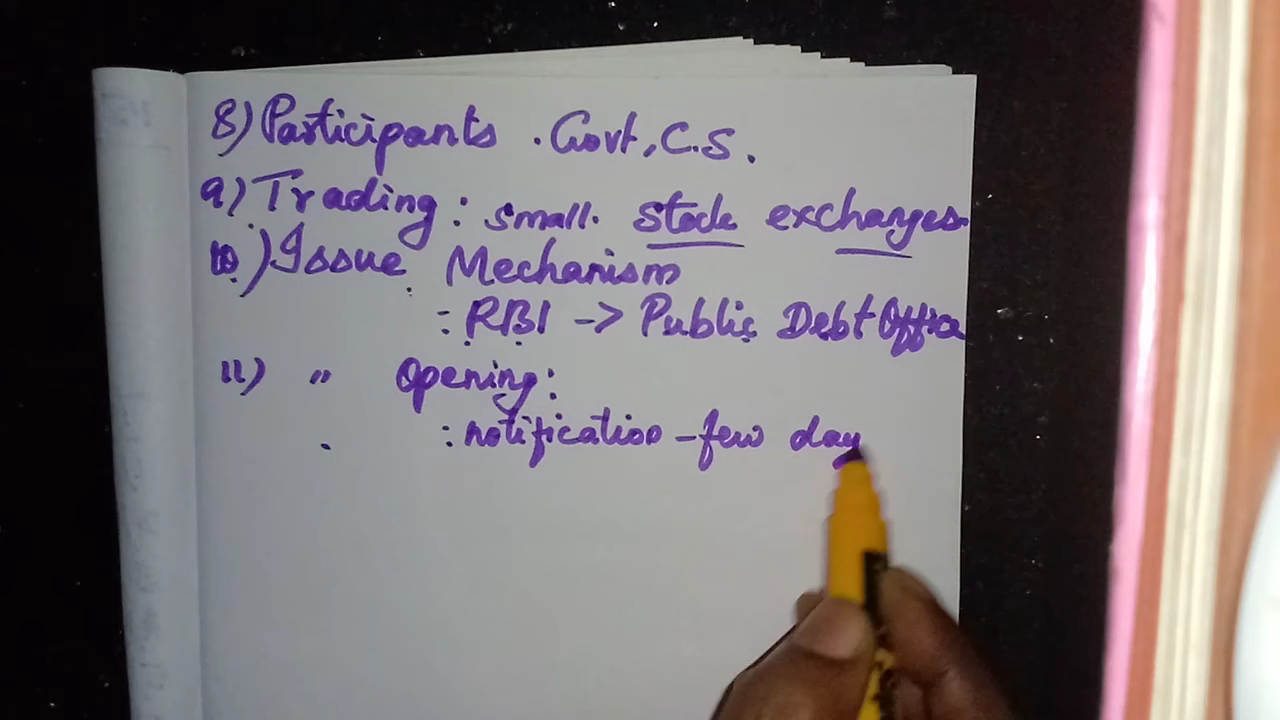 8) Participants . Govt, C.S.
9) Trading : small. stock exchanges.
10) Issue Mechanism
: RBI -> Public Debt Office
11) " Opening :
: notification - few day